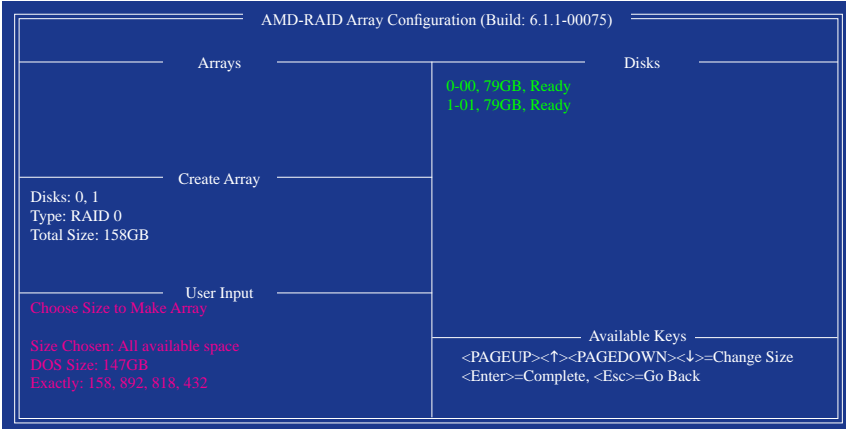 AMD-RAID Array Configuration (Build: 6.1.1-00075)
Arrays
Create Array
Disks: 0, 1
Type: RAID 0
Total Size: 158GB
User Input
Choose Size to Make Array
Size Chosen: All available space
DOS Size: 147GB
Exactly: 158, 892, 818, 432
Disks
0-00, 79GB, Ready
1-01, 79GB, Ready
Available Keys
<PAGEUP><↑><PAGEDOWN><↓>=Change Size
<Enter>=Complete, <Esc>=Go Back